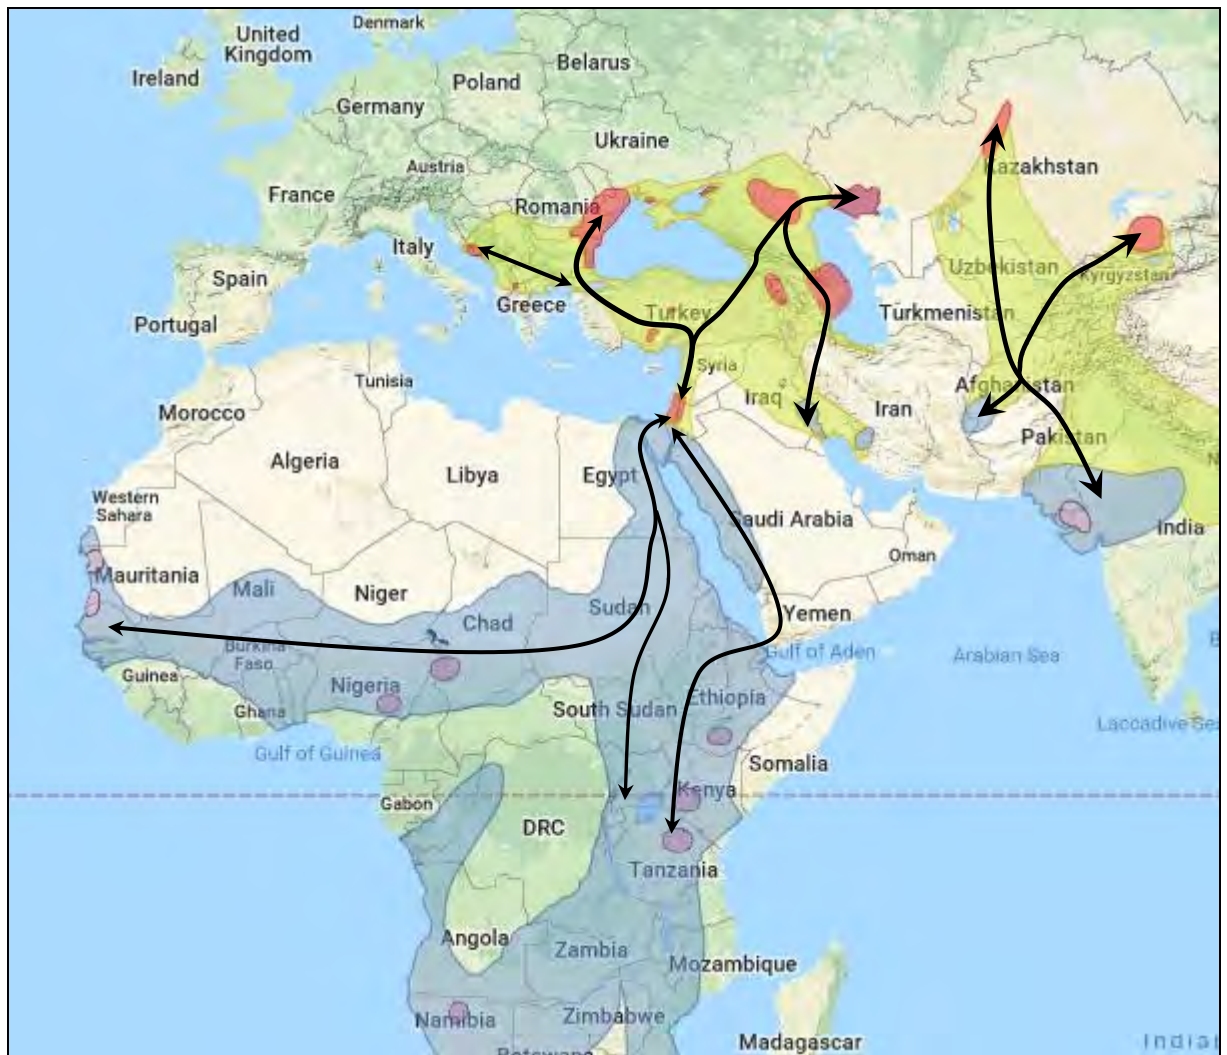 Denmark
United
Kingdom
Ireland
Belarus
Poland
Germany
Ukraine
Austria
Kazakhstan
France
Romania
Italy
Uzbekistan
Kyrgyzstan
Spain
Greece
Turkey
Turkmenistan
Portugal
Syria
Tunisia
Afghanistan
Iraq
Iran
Morocco
Pakistan
Algeria
Libya
Egypt
Western
Sahara
Saudi Arabia
India
Oman
Mauritania
Mali
Niger
Sudan
Yemen
Chad
Burkina
Faso
Gulf of Aden
Arabian Sea
Guinea
Nigeria
Ethiopia
Ghana
South Sudan
Laccadive Sea
Gulf of Guinea
Somalia
Kenya
Gabon
DRC
Tanzania
Angola
Zambia
Mozambique
Namibia
Zimbabwe
Madagascar
Botswana
India